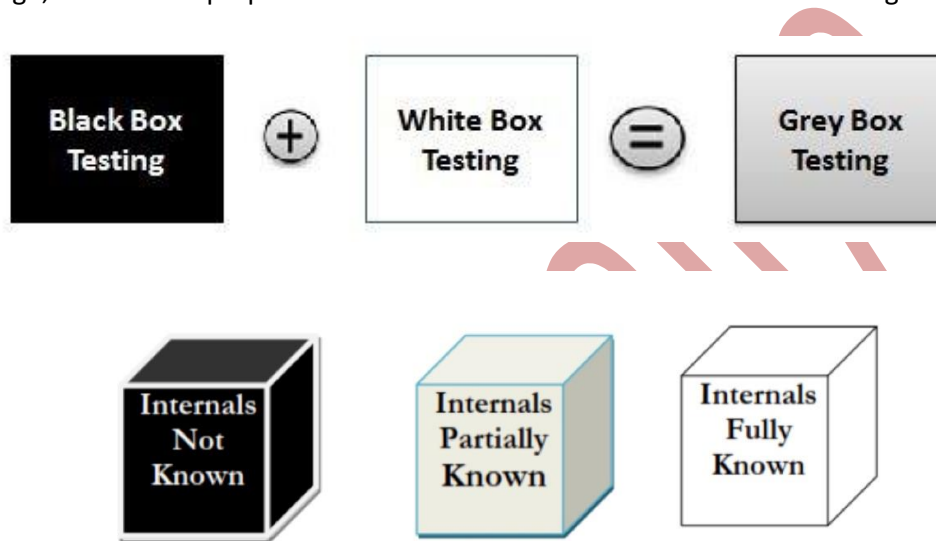 Black Box
Testing
+
White Box
Testing
=
Grey Box
Testing
Internals
Not
Known
Internals
Partially
Known
Internals
Fully
Known